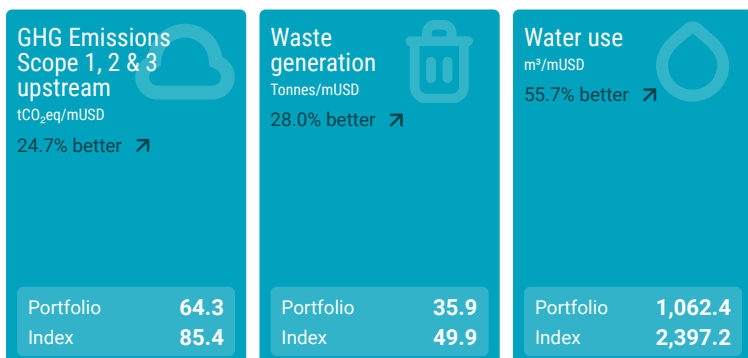 GHG Emissions
Scope 1, 2 & 3
upstream
tCO₂eq/mUSD
24.7% better
Portfolio 64.3
Index 85.4
Waste
generation
Tonnes/mUSD
28.0% better
Portfolio 35.9
Index 49.9
Water use
m³/mUSD
55.7% better
Portfolio 1,062.4
Index 2,397.2